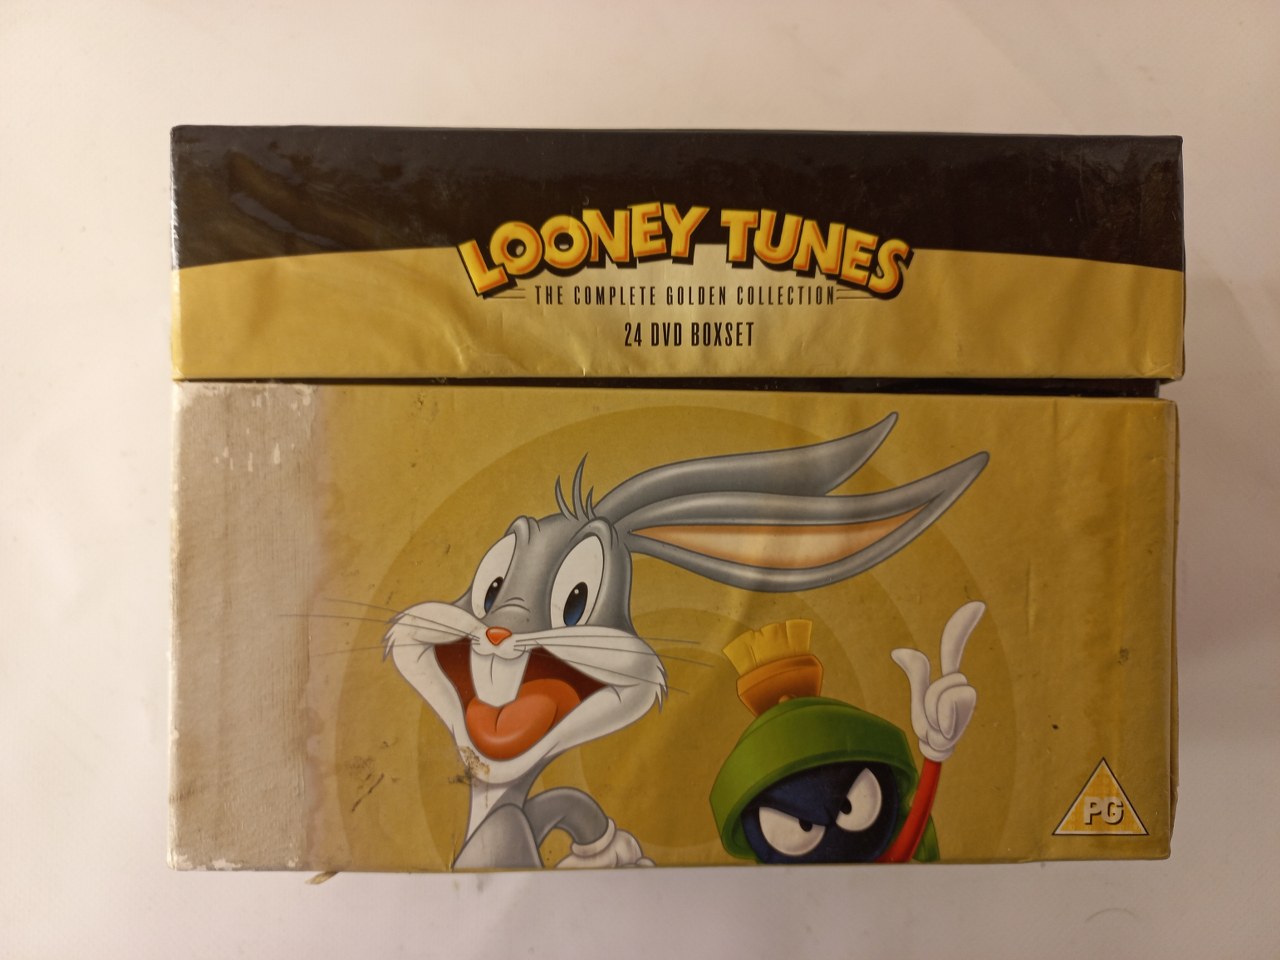 LOONEY TUNES
THE COMPLETE GOLDEN COLLECTION
24 DVD BOXSET
PG